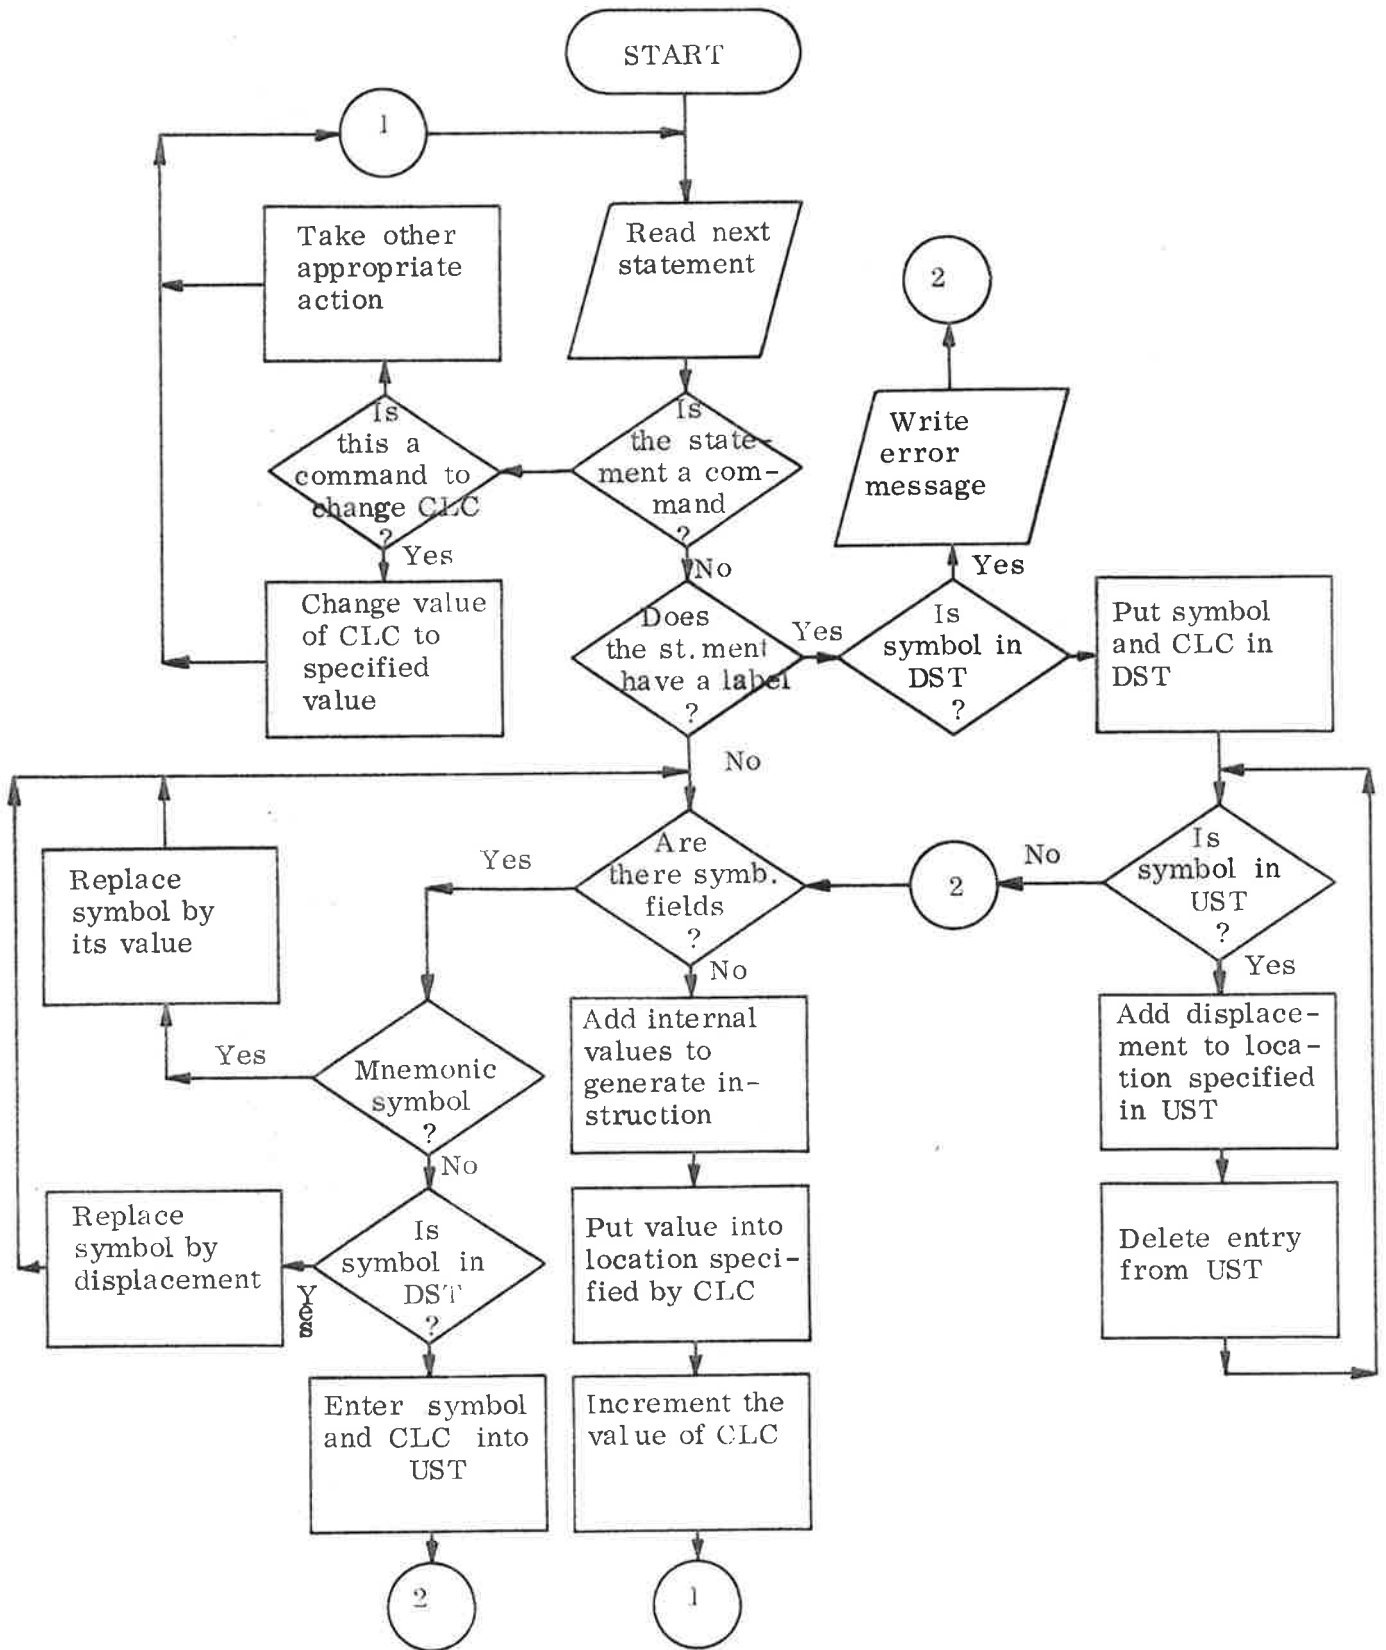 START
1
Take other
appropriate
action
Read next
statement
2
Is
this a
command to
change CLC
?
Is
the state-
ment a com-
mand
?
Write
error
message
Yes
No
Yes
Change value
of CLC to
specified
value
Does
the st.ment
have a label
?
Yes
Is
symbol in
DST
?
Put symbol
and CLC in
DST
No
Replace
symbol by
its value
Yes
Are
there symb.
fields
?
2
No
Is
symbol in
UST
?
No
Yes
Yes
Mnemonic
symbol
?
Add internal
values to
generate in-
struction
Add displace-
ment to loca-
tion specified
in UST
No
Replace
symbol by
displacement
Yes
Is
symbol in
DST
?
Put value into
location speci-
fied by CLC
Delete entry
from UST
Enter symbol
and CLC into
UST
Increment the
value of CLC
2
1